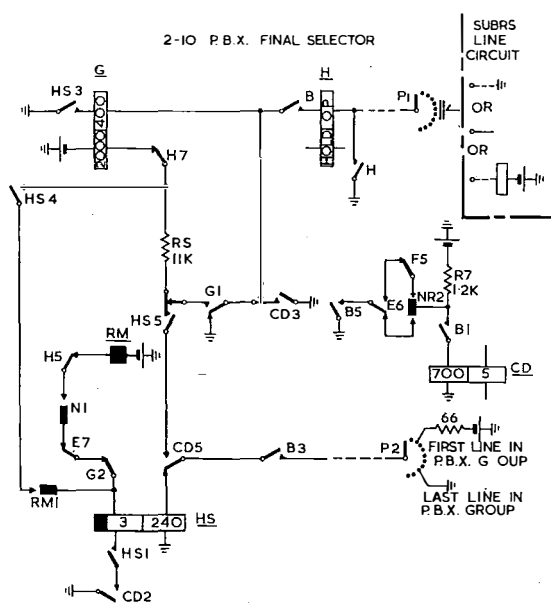 2-10 P.B.X. FINAL SELECTOR
SUBRS
LINE
CIRCUIT
G
H
HS3
B
P1
OR
OR
H7
H
HS4
RS
11K
F5
R7
1·2K
G1
CD3
B5
E6
NR2
HS5
B1
RM
H5
CD
700 5
N1
66
E7
CD5
B3
P2
FIRST LINE IN
P.B.X. G OUP
G2
LAST LINE IN
P.B.X. GROUP
RM1
3 240
HS
HS1
CD2